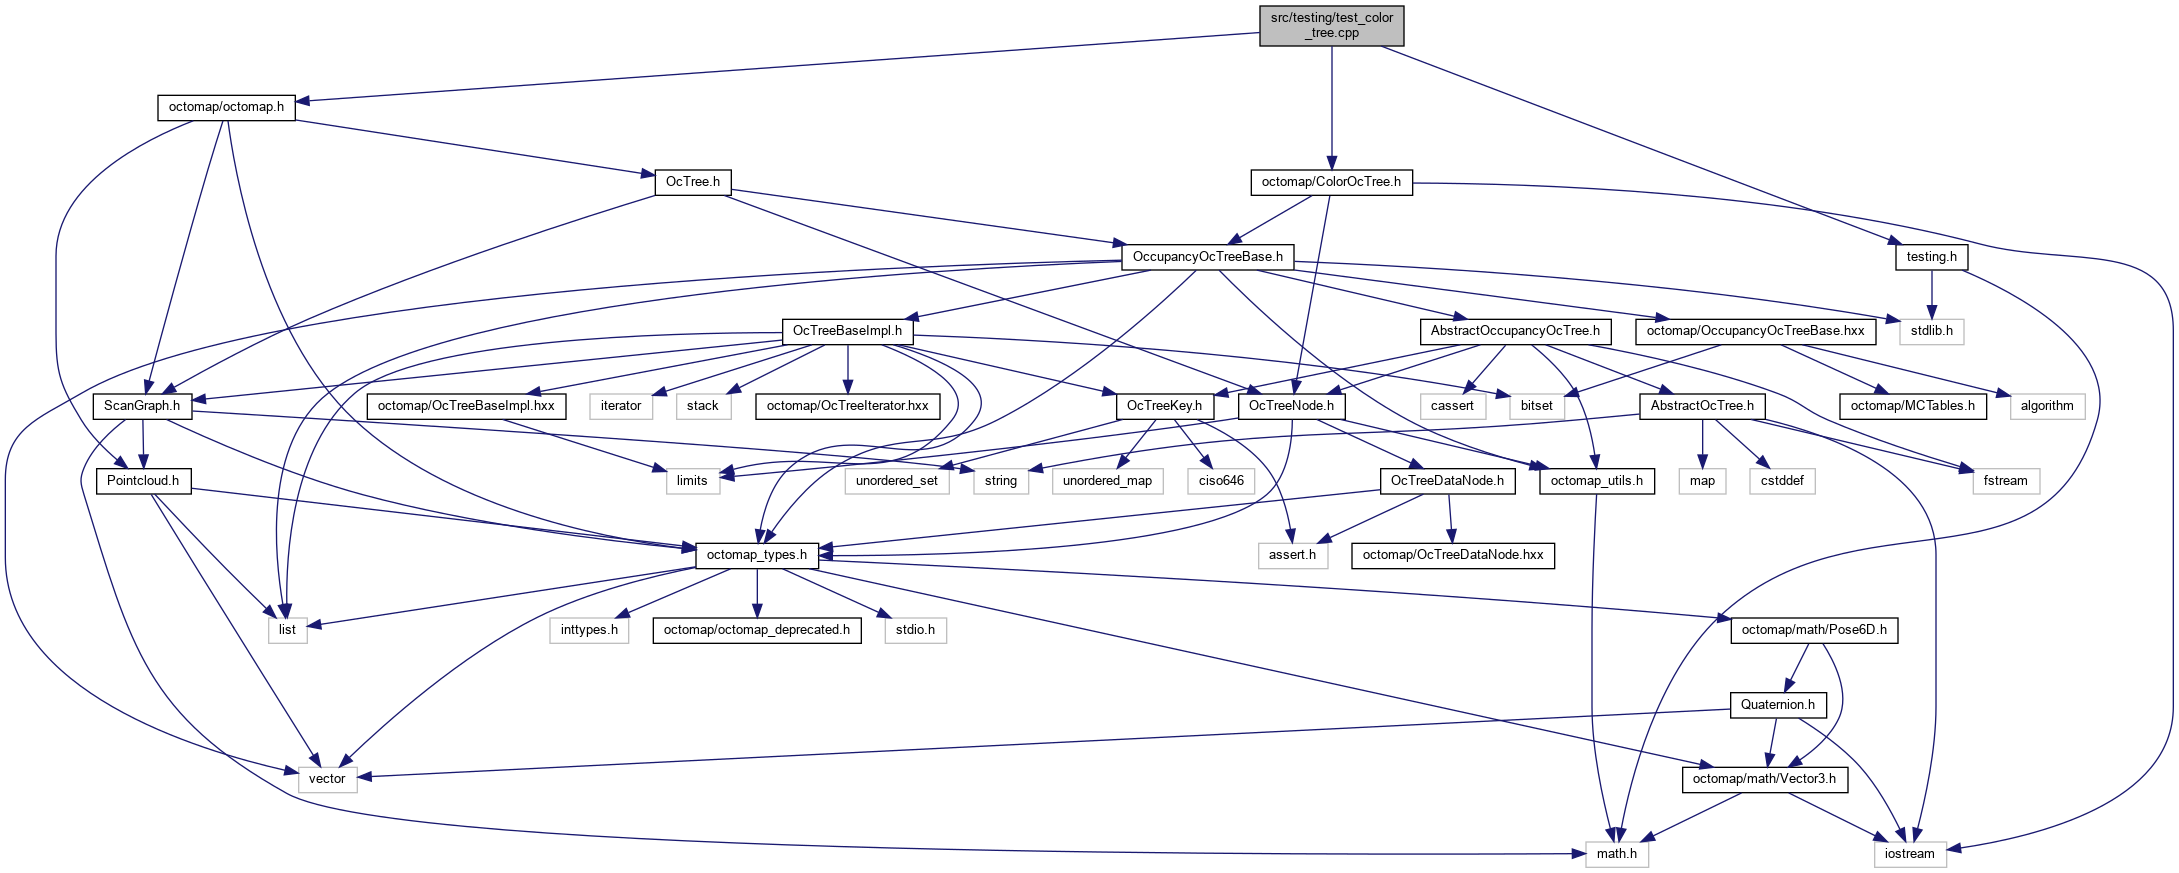 src/testing/test_color
_tree.cpp
octomap/octomap.h
OcTree.h
octomap/ColorOcTree.h
OccupancyOcTreeBase.h
testing.h
OcTreeBaseImpl.h
AbstractOccupancyOcTree.h
octomap/OccupancyOcTreeBase.hxx
stdlib.h
ScanGraph.h
octomap/OcTreeBaseImpl.hxx
iterator
stack
octomap/OcTreeIterator.hxx
OcTreeKey.h
OcTreeNode.h
cassert
bitset
AbstractOcTree.h
octomap/MCTables.h
algorithm
Pointcloud.h
limits
unordered_set
string
unordered_map
ciso646
OcTreeDataNode.h
octomap_utils.h
map
cstddef
fstream
octomap_types.h
assert.h
octomap/OcTreeDataNode.hxx
list
inttypes.h
octomap/octomap_deprecated.h
stdio.h
octomap/math/Pose6D.h
Quaternion.h
vector
octomap/math/Vector3.h
math.h
iostream